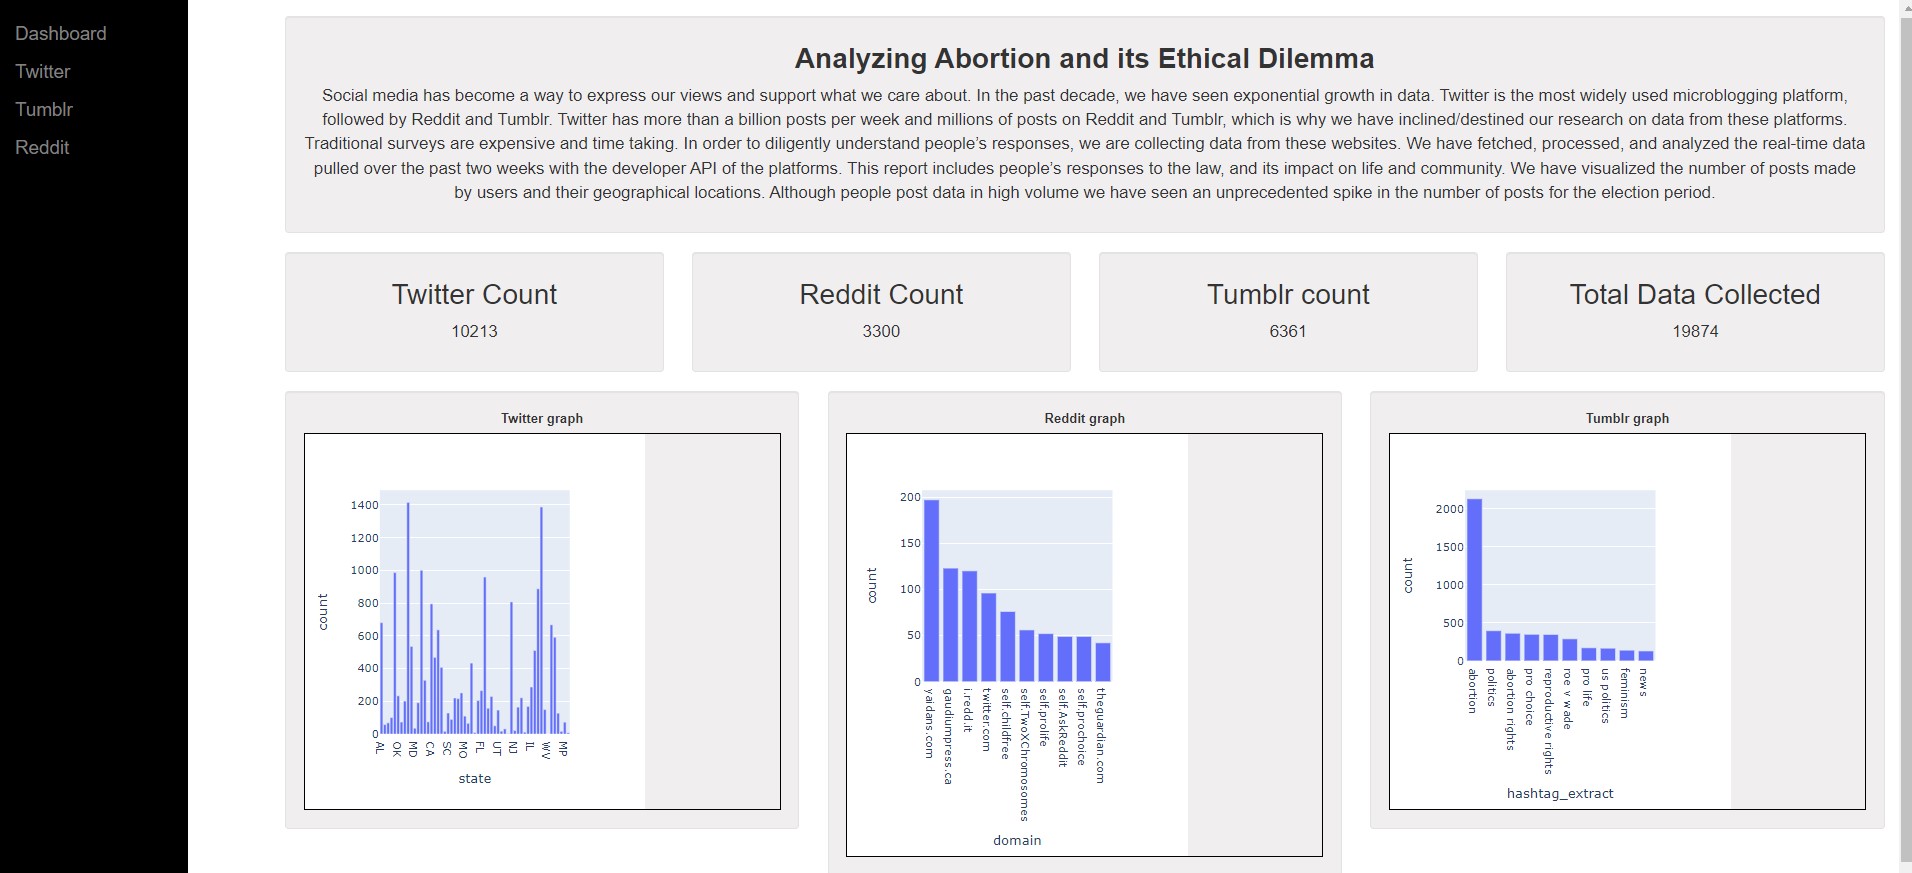 Dashboard
Twitter
Tumblr
Reddit
Analyzing Abortion and its Ethical Dilemma
Social media has become a way to express our views and support what we care about. In the past decade, we have seen exponential growth in data. Twitter is the most widely used microblogging platform,
followed by Reddit and Tumblr. Twitter has more than a billion posts per week and millions of posts on Reddit and Tumblr, which is why we have inclined/destined our research on data from these platforms.
Traditional surveys are expensive and time taking. In order to diligently understand people’s responses, we are collecting data from these websites. We have fetched, processed, and analyzed the real-time data
pulled over the past two weeks with the developer API of the platforms. This report includes people’s responses to the law, and its impact on life and community. We have visualized the number of posts made
by users and their geographical locations. Although people post data in high volume we have seen an unprecedented spike in the number of posts for the election period.
Twitter Count
10213
Reddit Count
3300
Tumblr count
6361
Total Data Collected
19874
Twitter graph
1400
1200
1000
800
600
400
200
0
count
AL
OK
MD
CA
SC
MO
FL
UT
NJ
IL
WV
MP
state
Reddit graph
200
150
100
50
0
count
yaidans.com
gaudiumpress.ca
i.redd.it
twitter.com
self.childfree
self.TwoXChromosomes
self.prolife
self.AskReddit
self.prochoice
theguardian.com
domain
Tumblr graph
2000
1500
1000
500
0
count
abortion
politics
abortion rights
pro choice
reproductive rights
roe v wade
pro life
us politics
feminism
news
hashtag_extract